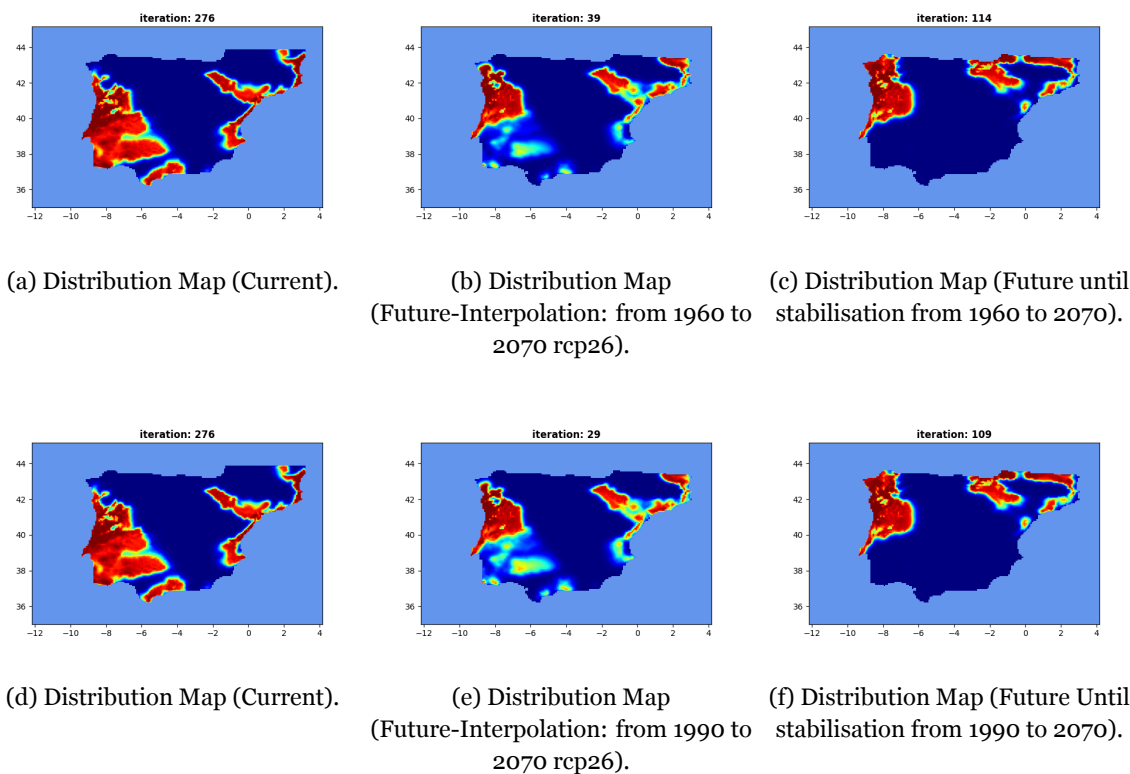 iteration: 276
44
42
40
38
36
−12 −10 −8 −6 −4 −2 0 2 4
iteration: 39
44
42
40
38
36
−12 −10 −8 −6 −4 −2 0 2 4
iteration: 114
44
42
40
38
36
−12 −10 −8 −6 −4 −2 0 2 4
(a) Distribution Map (Current).
(b) Distribution Map
(Future-Interpolation: from 1960 to
2070 rcp26).
(c) Distribution Map (Future until
stabilisation from 1960 to 2070).
iteration: 276
44
42
40
38
36
−12 −10 −8 −6 −4 −2 0 2 4
iteration: 29
44
42
40
38
36
−12 −10 −8 −6 −4 −2 0 2 4
iteration: 109
44
42
40
38
36
−12 −10 −8 −6 −4 −2 0 2 4
(d) Distribution Map (Current).
(e) Distribution Map
(Future-Interpolation: from 1990 to
2070 rcp26).
(f) Distribution Map (Future Until
stabilisation from 1990 to 2070).